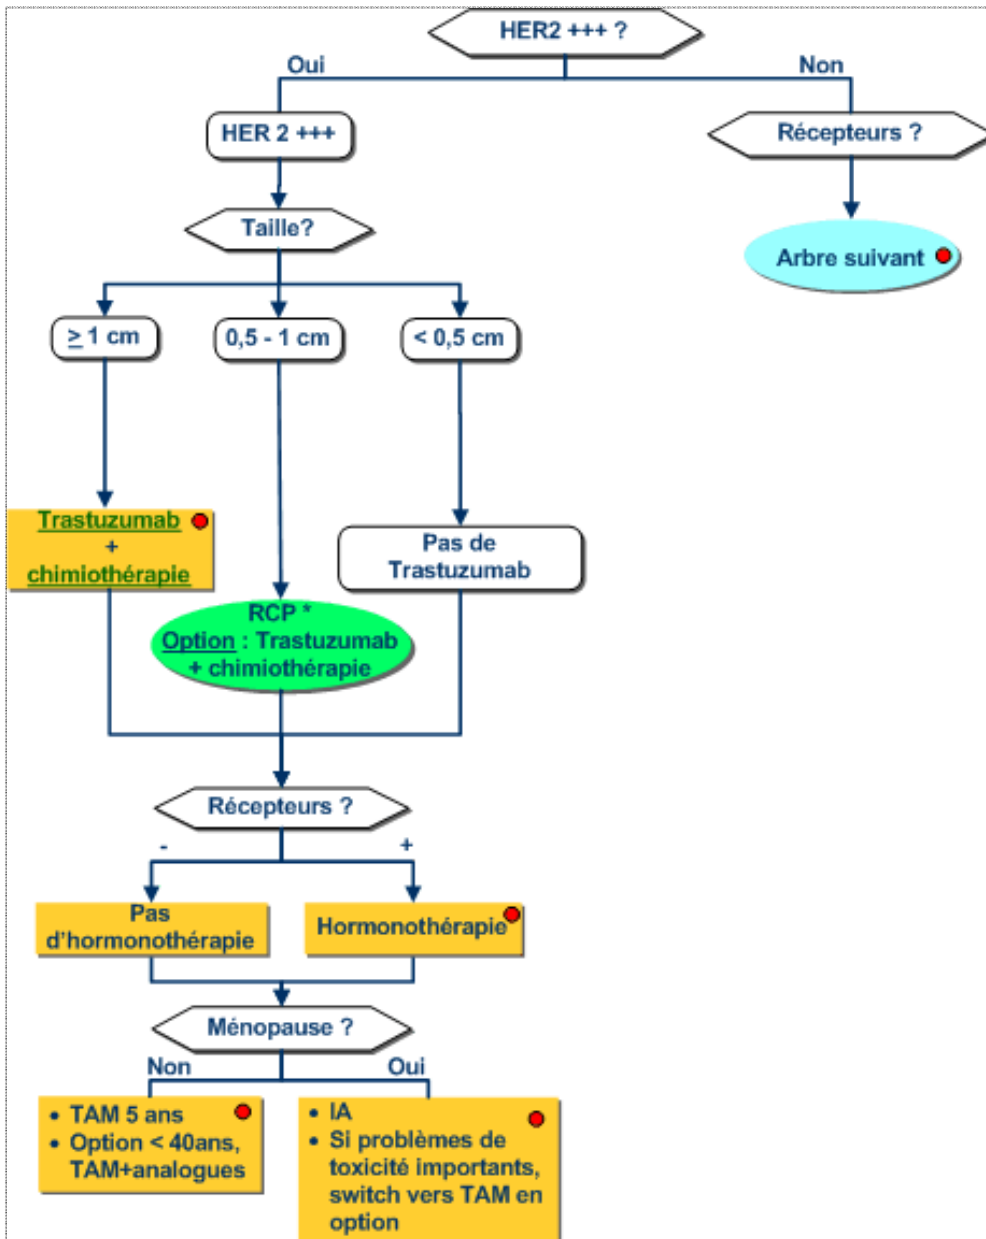 HER2 +++ ?
Oui
Non
HER 2 +++
Récepteurs ?
Taille?
Arbre suivant
≥ 1 cm
0,5 - 1 cm
< 0,5 cm
Trastuzumab
+
chimiothérapie
Pas de
Trastuzumab
RCP *
Option : Trastuzumab
+ chimiothérapie
Récepteurs ?
-
+
Pas
d’hormonothérapie
Hormonothérapie
Ménopause ?
Non
Oui
• TAM 5 ans
• Option < 40ans,
TAM+analogues
• IA
• Si problèmes de
toxicité importants,
switch vers TAM en
option